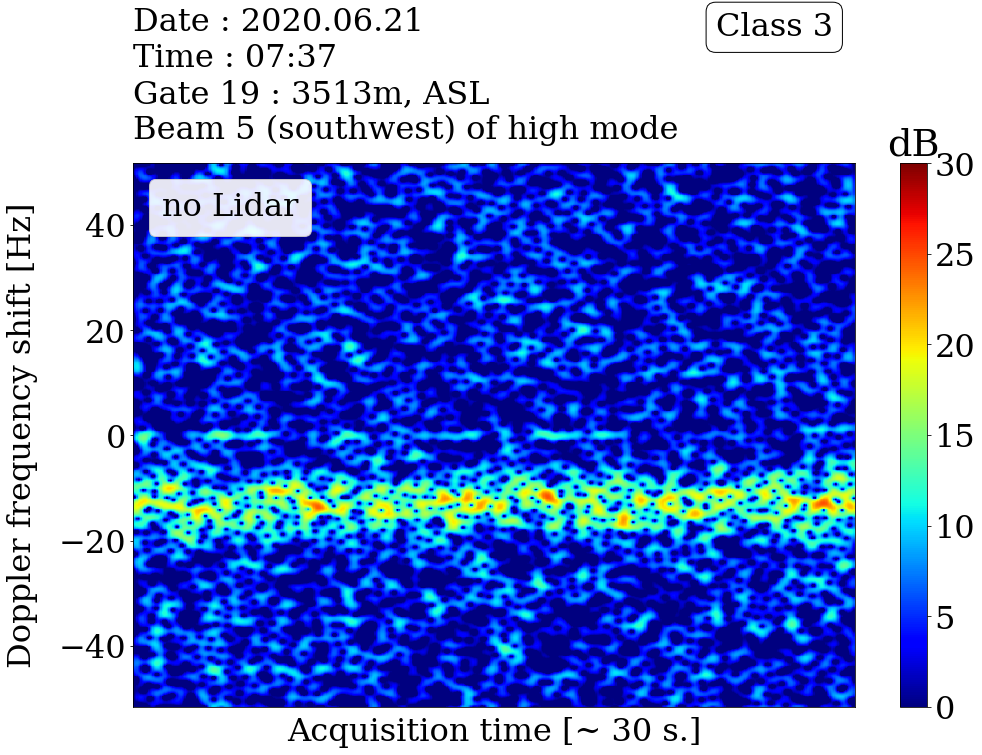 Date : 2020.06.21
Time : 07:37
Gate 19 : 3513m, ASL
Beam 5 (southwest) of high mode
Class 3
dB
no Lidar
Doppler frequency shift [Hz]
40
20
0
−20
−40
30
25
20
15
10
5
0
Acquisition time [~ 30 s.]